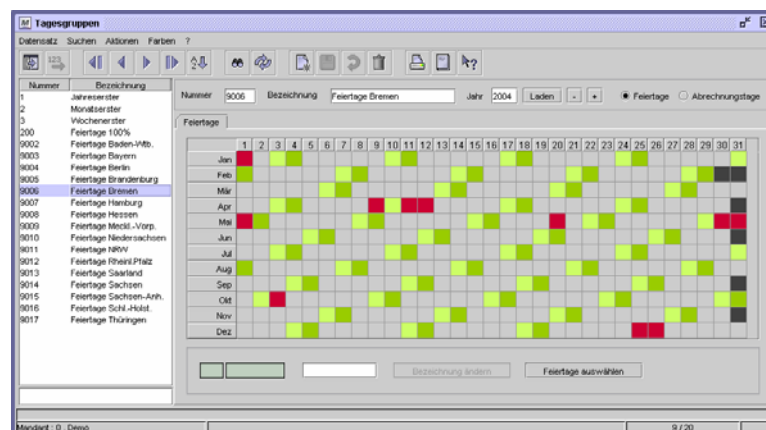 Tagesgruppen
Datensatz Suchen Aktionen Farben ?
Nummer Bezeichnung
1 Jahreserster
2 Monatserster
3 Wochenerster
200 Feiertage 100%
9002 Feiertage Baden-Wtb.
9003 Feiertage Bayern
9004 Feiertage Berlin
9005 Feiertage Brandenburg
9006 Feiertage Bremen
9007 Feiertage Hamburg
9008 Feiertage Hessen
9009 Feiertage Meckl.-Vorp.
9010 Feiertage Niedersachsen
9011 Feiertage NRW
9012 Feiertage Rheinl.Pfalz
9013 Feiertage Saarland
9014 Feiertage Sachsen
9015 Feiertage Sachsen-Anh.
9016 Feiertage Schl.-Holst.
9017 Feiertage Thüringen
Nummer 9006 Bezeichnung Feiertage Bremen Jahr 2004 Laden - + Feiertage Abrechnungstage
Feiertage
1 2 3 4 5 6 7 8 9 10 11 12 13 14 15 16 17 18 19 20 21 22 23 24 25 26 27 28 29 30 31
Jan
Feb
Mär
Apr
Mai
Jun
Jul
Aug
Sep
Okt
Nov
Dez
Bezeichnung ändern Feiertage auswählen
Mandant : 0 . Demo 9 / 20